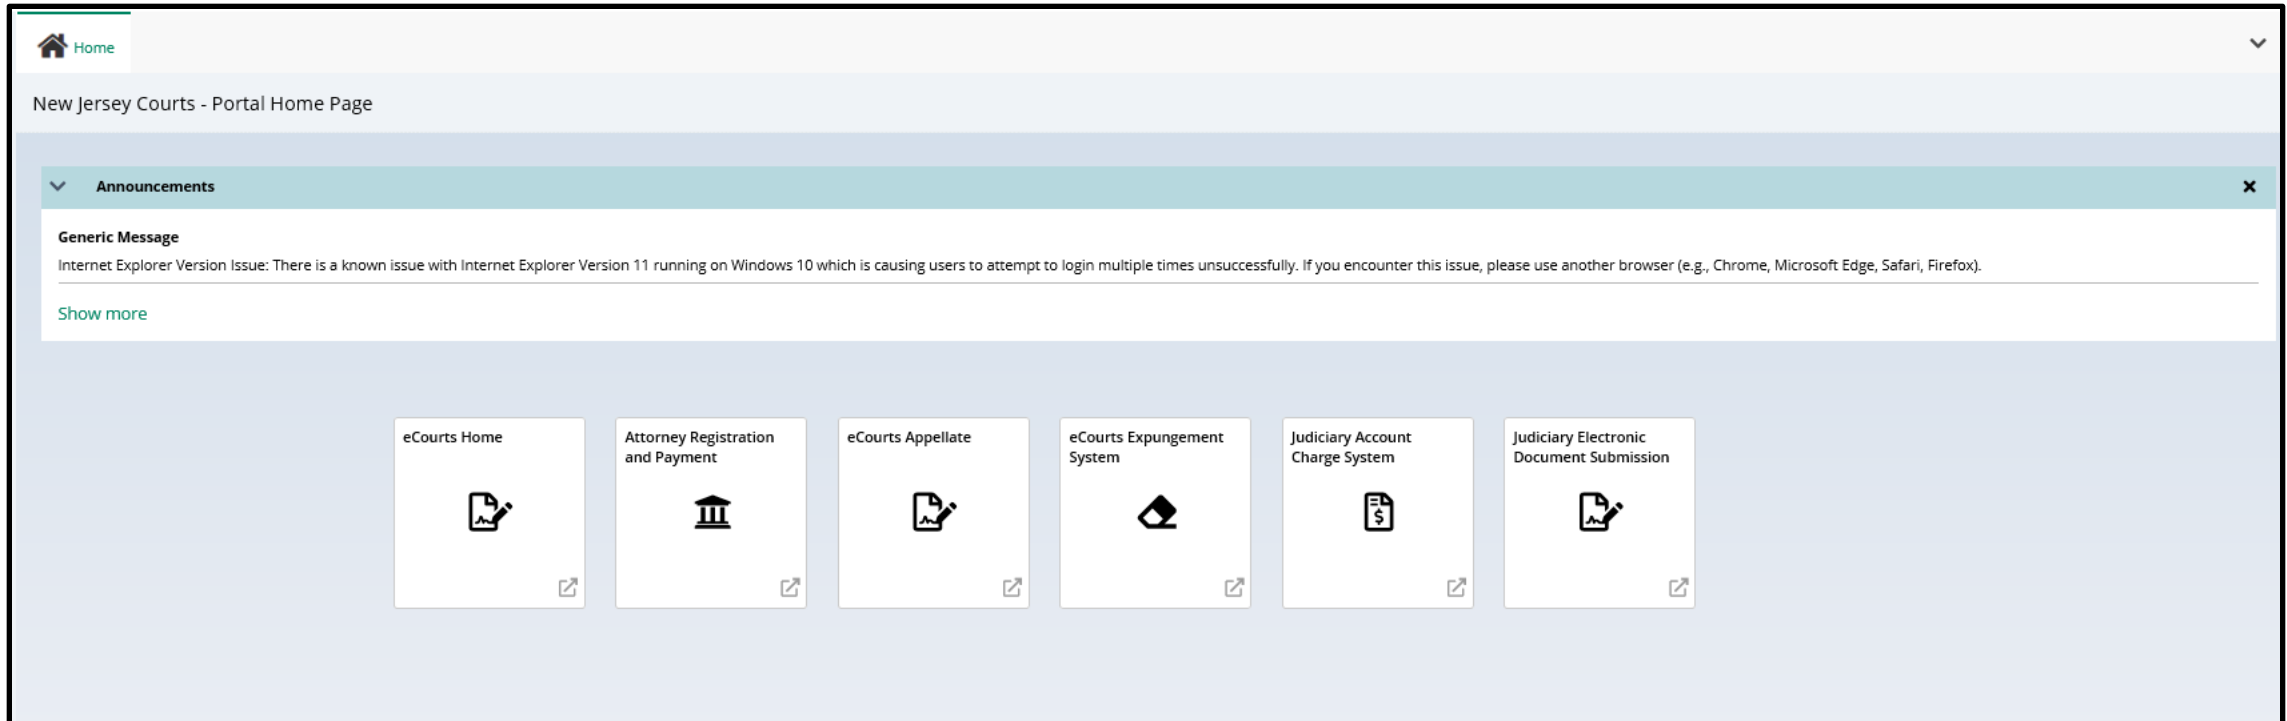 Home
New Jersey Courts - Portal Home Page
Announcements
Generic Message
Internet Explorer Version Issue: There is a known issue with Internet Explorer Version 11 running on Windows 10 which is causing users to attempt to login multiple times unsuccessfully. If you encounter this issue, please use another browser (e.g., Chrome, Microsoft Edge, Safari, Firefox).
Show more
eCourts Home
Attorney Registration
and Payment
eCourts Appellate
eCourts Expungement
System
Judiciary Account
Charge System
Judiciary Electronic
Document Submission